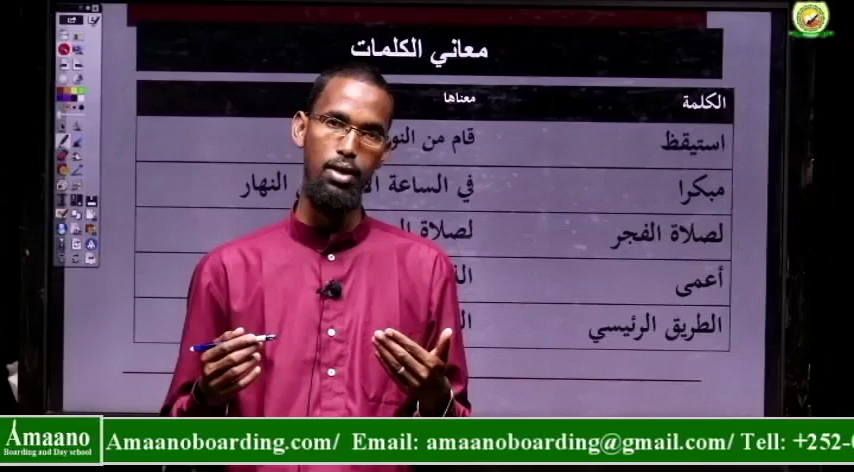 معاني الكلمات
الكلمة معناها
استيقظ قام من
مبكرا في الساعة النهار
لصلاة الفجر لصلاة
أعمى
الطريق الرئيسي
Amaano
Boarding and Day school
Amaanoboarding.com/ Email: amaanoboarding@gmail.com/ Tell: +252-